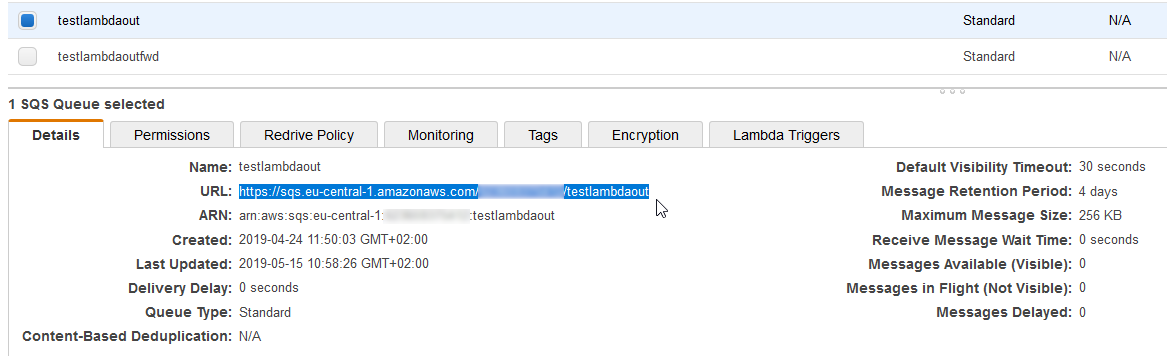 testlambdaout Standard N/A
testlambdaoutfwd Standard N/A
1 SQS Queue selected
Details Permissions Redrive Policy Monitoring Tags Encryption Lambda Triggers
Name: testlambdaout Default Visibility Timeout: 30 seconds
URL: https://sqs.eu-central-1.amazonaws.com/ /testlambdaout Message Retention Period: 4 days
ARN: arn:aws:sqs:eu-central-1: :testlambdaout Maximum Message Size: 256 KB
Created: 2019-04-24 11:50:03 GMT+02:00 Receive Message Wait Time: 0 seconds
Last Updated: 2019-05-15 10:58:26 GMT+02:00 Messages Available (Visible): 0
Delivery Delay: 0 seconds Messages in Flight (Not Visible): 0
Queue Type: Standard Messages Delayed: 0
Content-Based Deduplication: N/A